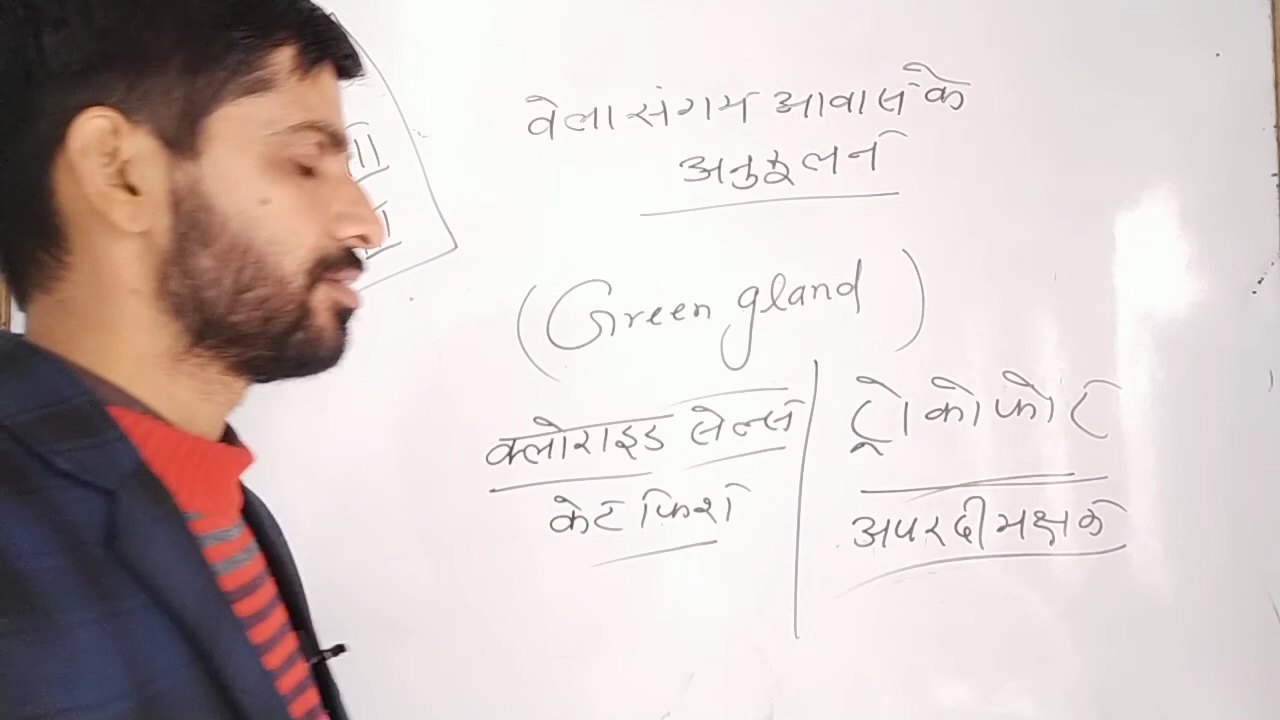 वेलासंगम आवास के
अनुकूलन
(Green gland)
क्लोराइड सेल्स
केट फिश
ट्रोकोफोर
अपरदीभक्षक